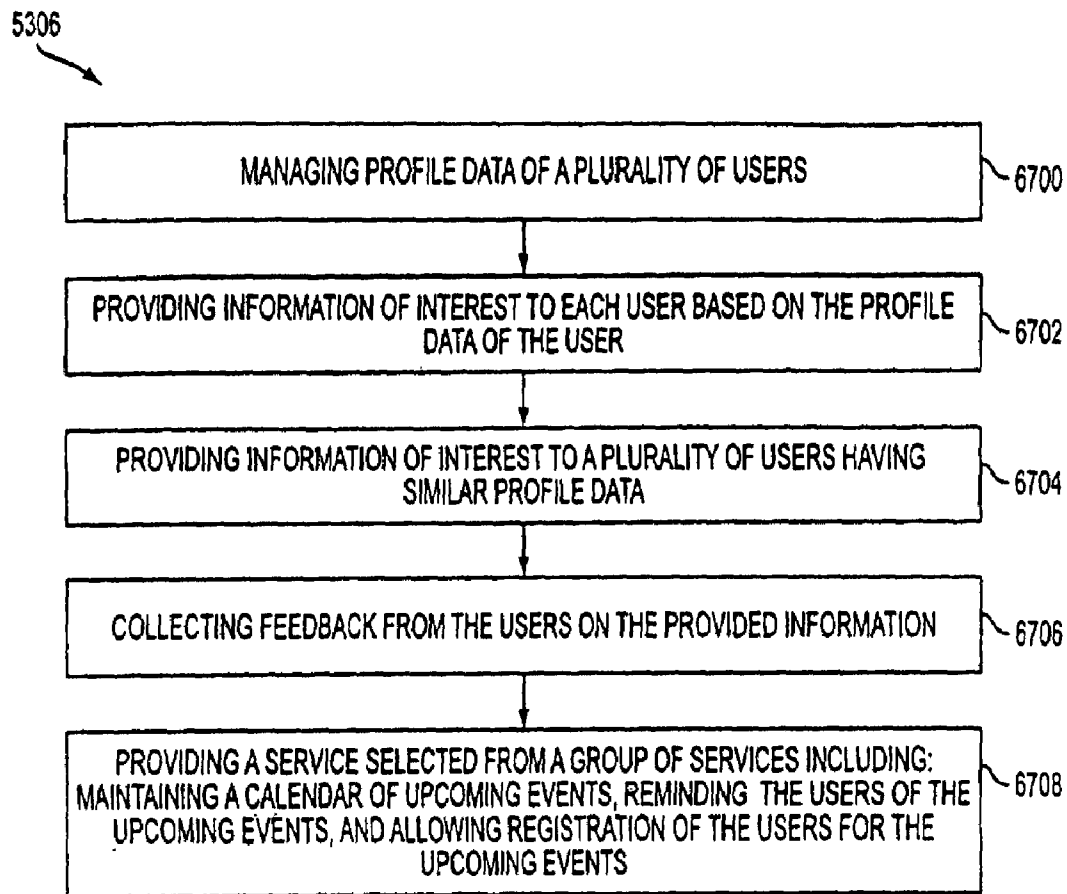 5306
MANAGING PROFILE DATA OF A PLURALITY OF USERS
6700
PROVIDING INFORMATION OF INTEREST TO EACH USER BASED ON THE PROFILE
DATA OF THE USER
6702
PROVIDING INFORMATION OF INTEREST TO A PLURALITY OF USERS HAVING
SIMILAR PROFILE DATA
6704
COLLECTING FEEDBACK FROM THE USERS ON THE PROVIDED INFORMATION
6706
PROVIDING A SERVICE SELECTED FROM A GROUP OF SERVICES INCLUDING:
MAINTAINING A CALENDAR OF UPCOMING EVENTS, REMINDING THE USERS OF THE
UPCOMING EVENTS, AND ALLOWING REGISTRATION OF THE USERS FOR THE
UPCOMING EVENTS
6708